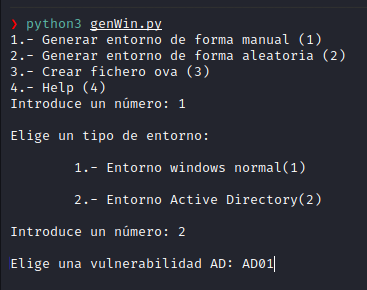 ❯ python3 genWin.py
1.- Generar entorno de forma manual (1)
2.- Generar entorno de forma aleatoria (2)
3.- Crear fichero ova (3)
4.- Help (4)
Introduce un número: 1
Elige un tipo de entorno:
1.- Entorno windows normal(1)
2.- Entorno Active Directory(2)
Introduce un número: 2
Elige una vulnerabilidad AD: AD01